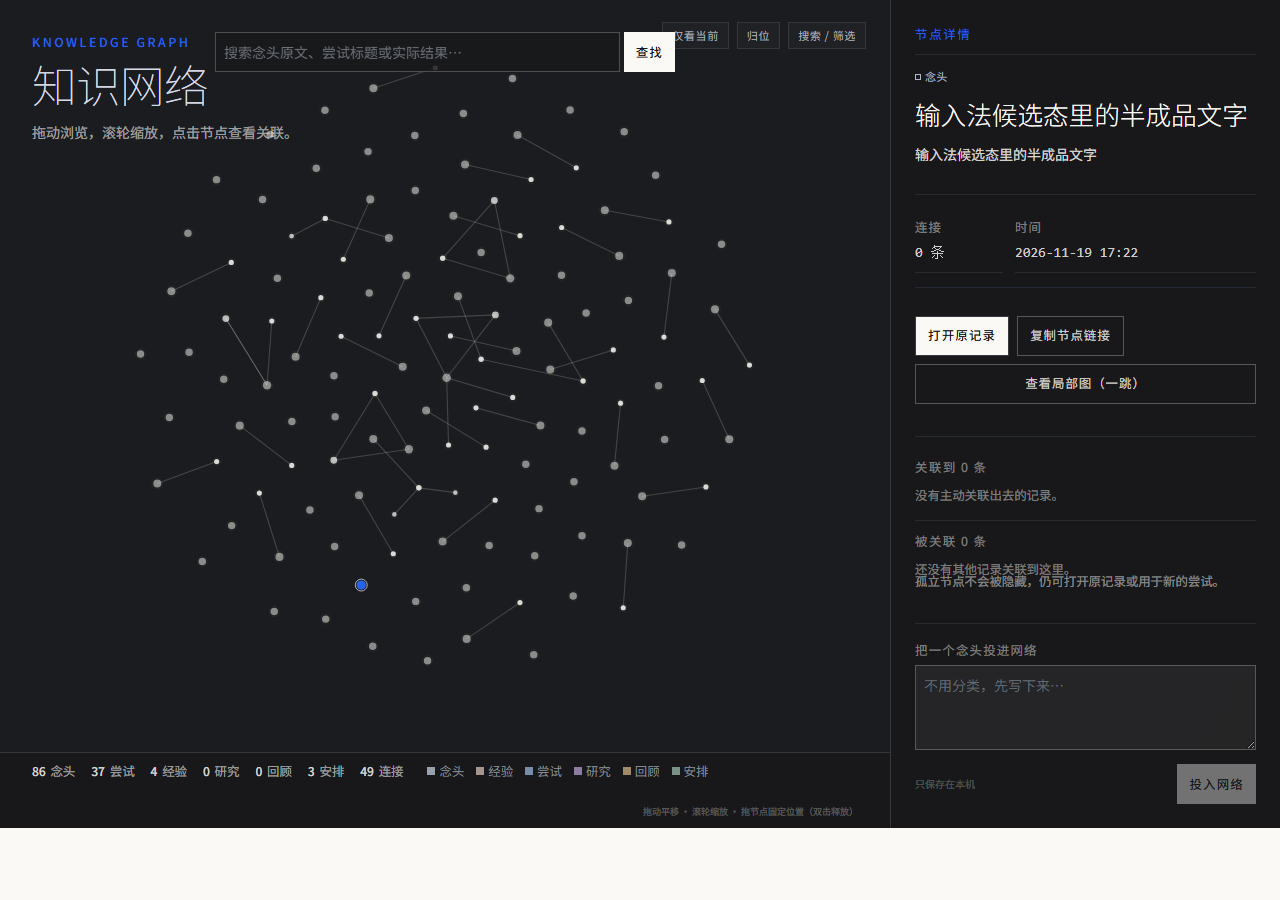 KNOWLEDGE GRAPH
知识网络
拖动浏览，滚轮缩放，点击节点查看关联。
搜索念头原文、尝试标题或实际结果…
查找
仅看当前
归位
搜索 / 筛选
86 念头 37 尝试 4 经验 0 研究 0 回顾 3 安排 49 连接
念头 经验 尝试 研究 回顾 安排
拖动平移 · 滚轮缩放 · 拖节点固定位置（双击释放）
节点详情
念头
输入法候选态里的半成品文字
输入法候选态里的半成品文字
连接 时间
0 条 2026-11-19 17:22
打开原记录 复制节点链接
查看局部图（一跳）
关联到 0 条
没有主动关联出去的记录。
被关联 0 条
还没有其他记录关联到这里。
孤立节点不会被隐藏，仍可打开原记录或用于新的尝试。
把一个念头投进网络
不用分类，先写下来…
只保存在本机
投入网络